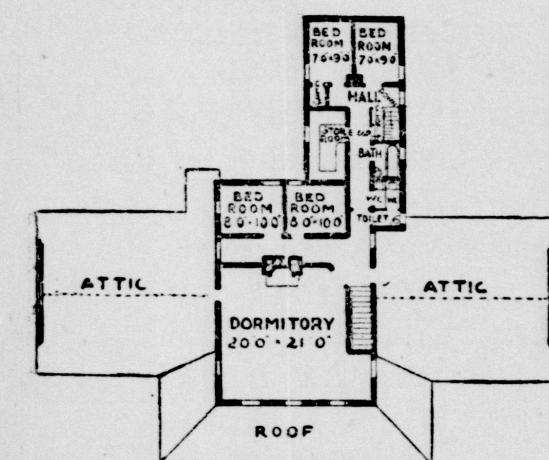 BED ROOM
7'0"×9'0"
BED ROOM
7'0"×9'0"
HALL
STORE ROOM
BATH
W.C.
TOILET
BED ROOM
8'0"×10'0"
BED ROOM
8'0"×10'0"
ATTIC
ATTIC
DORMITORY
20'0"×21'0"
ROOF